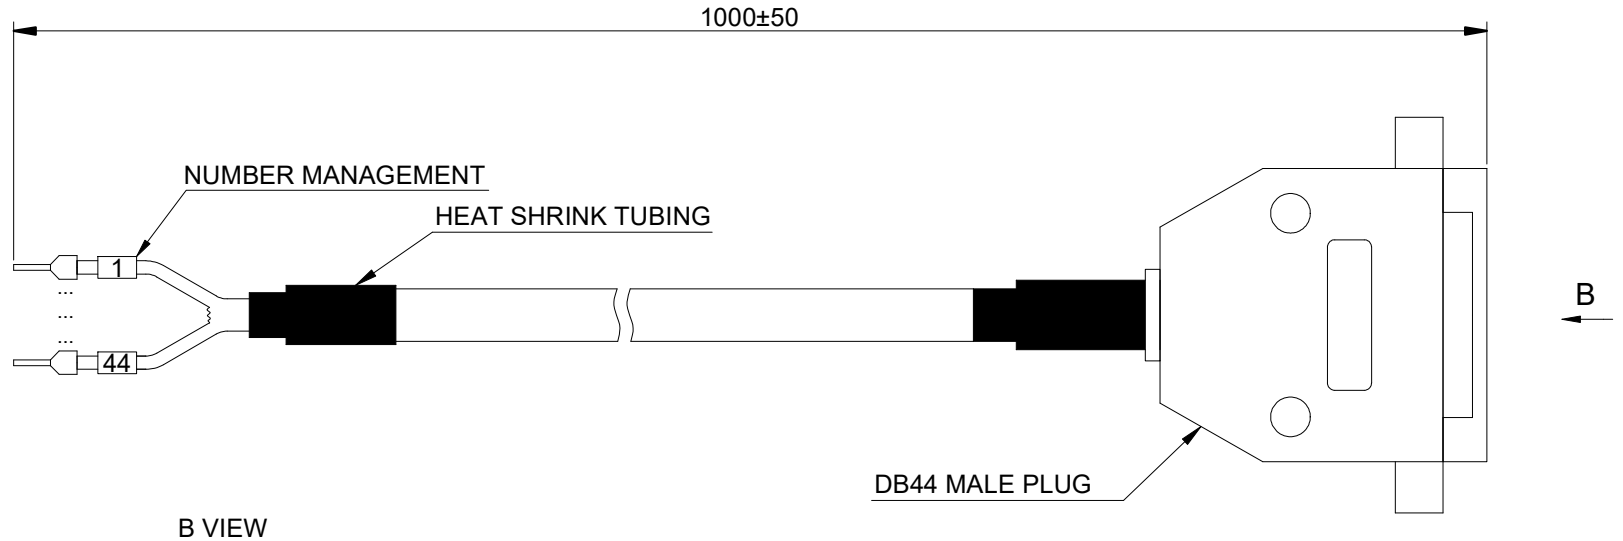 1000±50
NUMBER MANAGEMENT
HEAT SHRINK TUBING
1
...
...
...
44
B
DB44 MALE PLUG
B VIEW